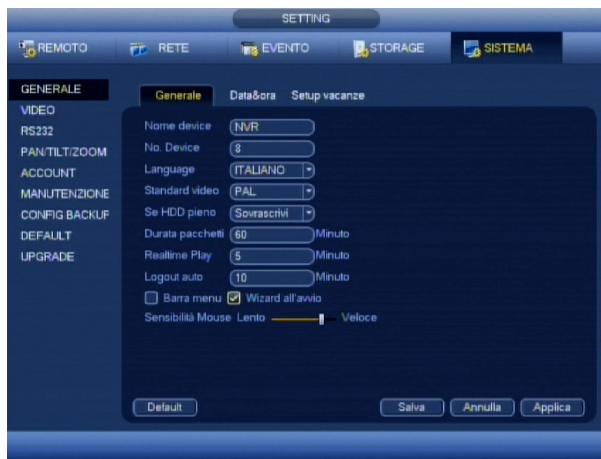 SETTING
REMOTO RETE EVENTO STORAGE SISTEMA
GENERALE
VIDEO
RS232
PAN/TILT/ZOOM
ACCOUNT
MANUTENZIONE
CONFIG BACKUP
DEFAULT
UPGRADE
Generale Data&ora Setup vacanze
Nome device NVR
No. Device 8
Language ITALIANO
Standard video PAL
Se HDD pieno Sovrascrivi
Durata pacchetti 60 Minuto
Realtime Play 5 Minuto
Logout auto 10 Minuto
Barra menu Wizard all'avvio
Sensibilità Mouse Lento Veloce
Default Salva Annulla Applica